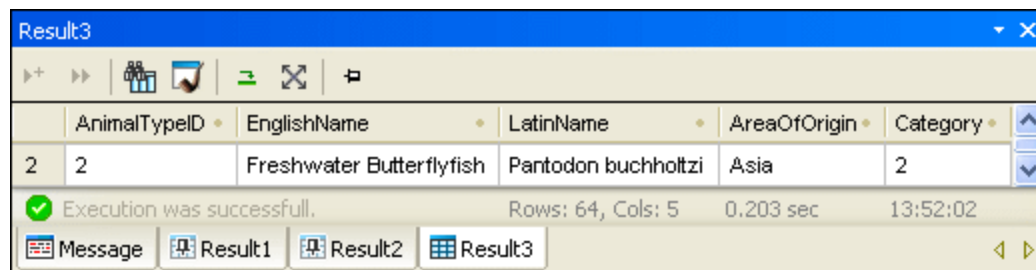 Result3
AnimalTypeID EnglishName LatinName AreaOfOrigin Category
2 2 Freshwater Butterflyfish Pantodon buchholtzi Asia 2
Execution was successfull. Rows: 64, Cols: 5 0.203 sec 13:52:02
Message Result1 Result2 Result3